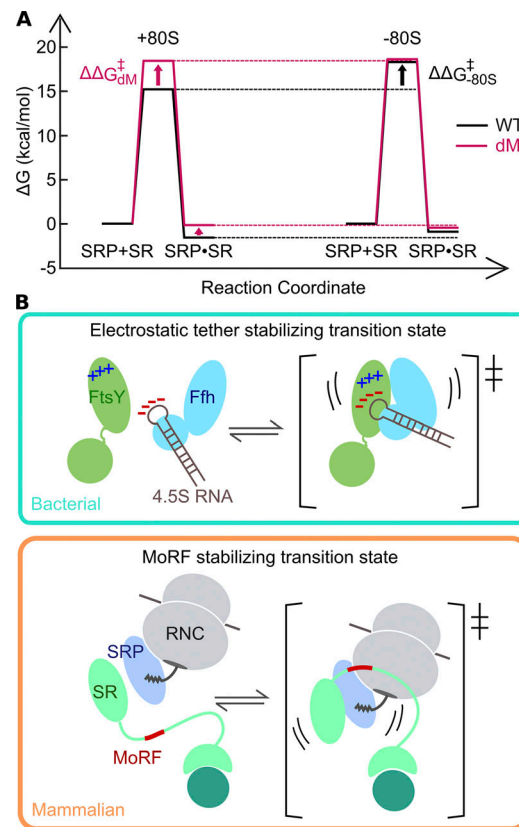 A
+80S
-80S
20
15
10
5
0
-5
ΔG (kcal/mol)
ΔΔG‡dM
ΔΔG‡-80S
WT
dM
SRP+SR
SRP•SR
SRP+SR
SRP•SR
Reaction Coordinate
B
Electrostatic tether stabilizing transition state
+++
FtsY
Ffh
4.5S RNA
‡
Bacterial
MoRF stabilizing transition state
RNC
SRP
SR
MoRF
‡
Mammalian